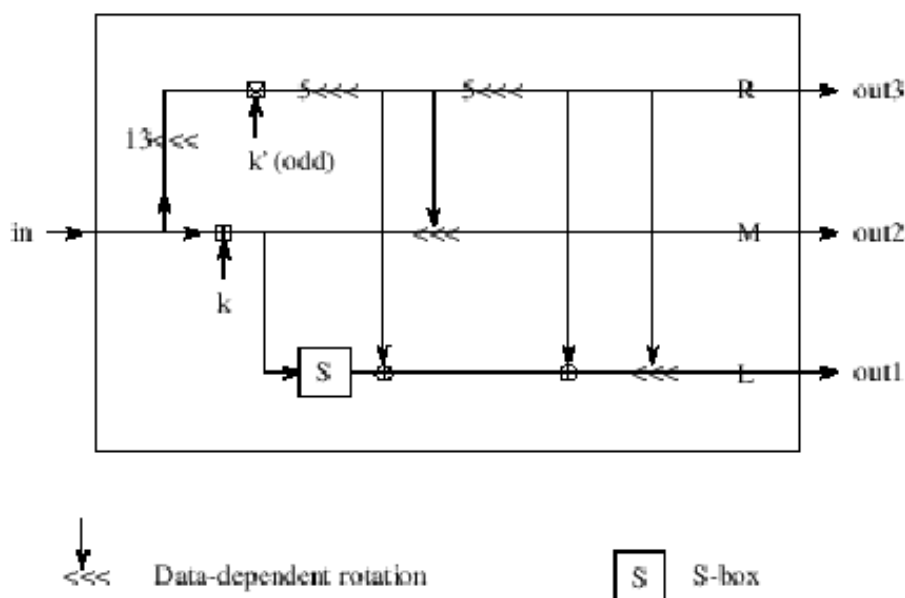 5<<< 5<<< R out3
13<<<
k' (odd)
in <<< M out2
k
S <<< L out1
<<< Data-dependent rotation S S-box